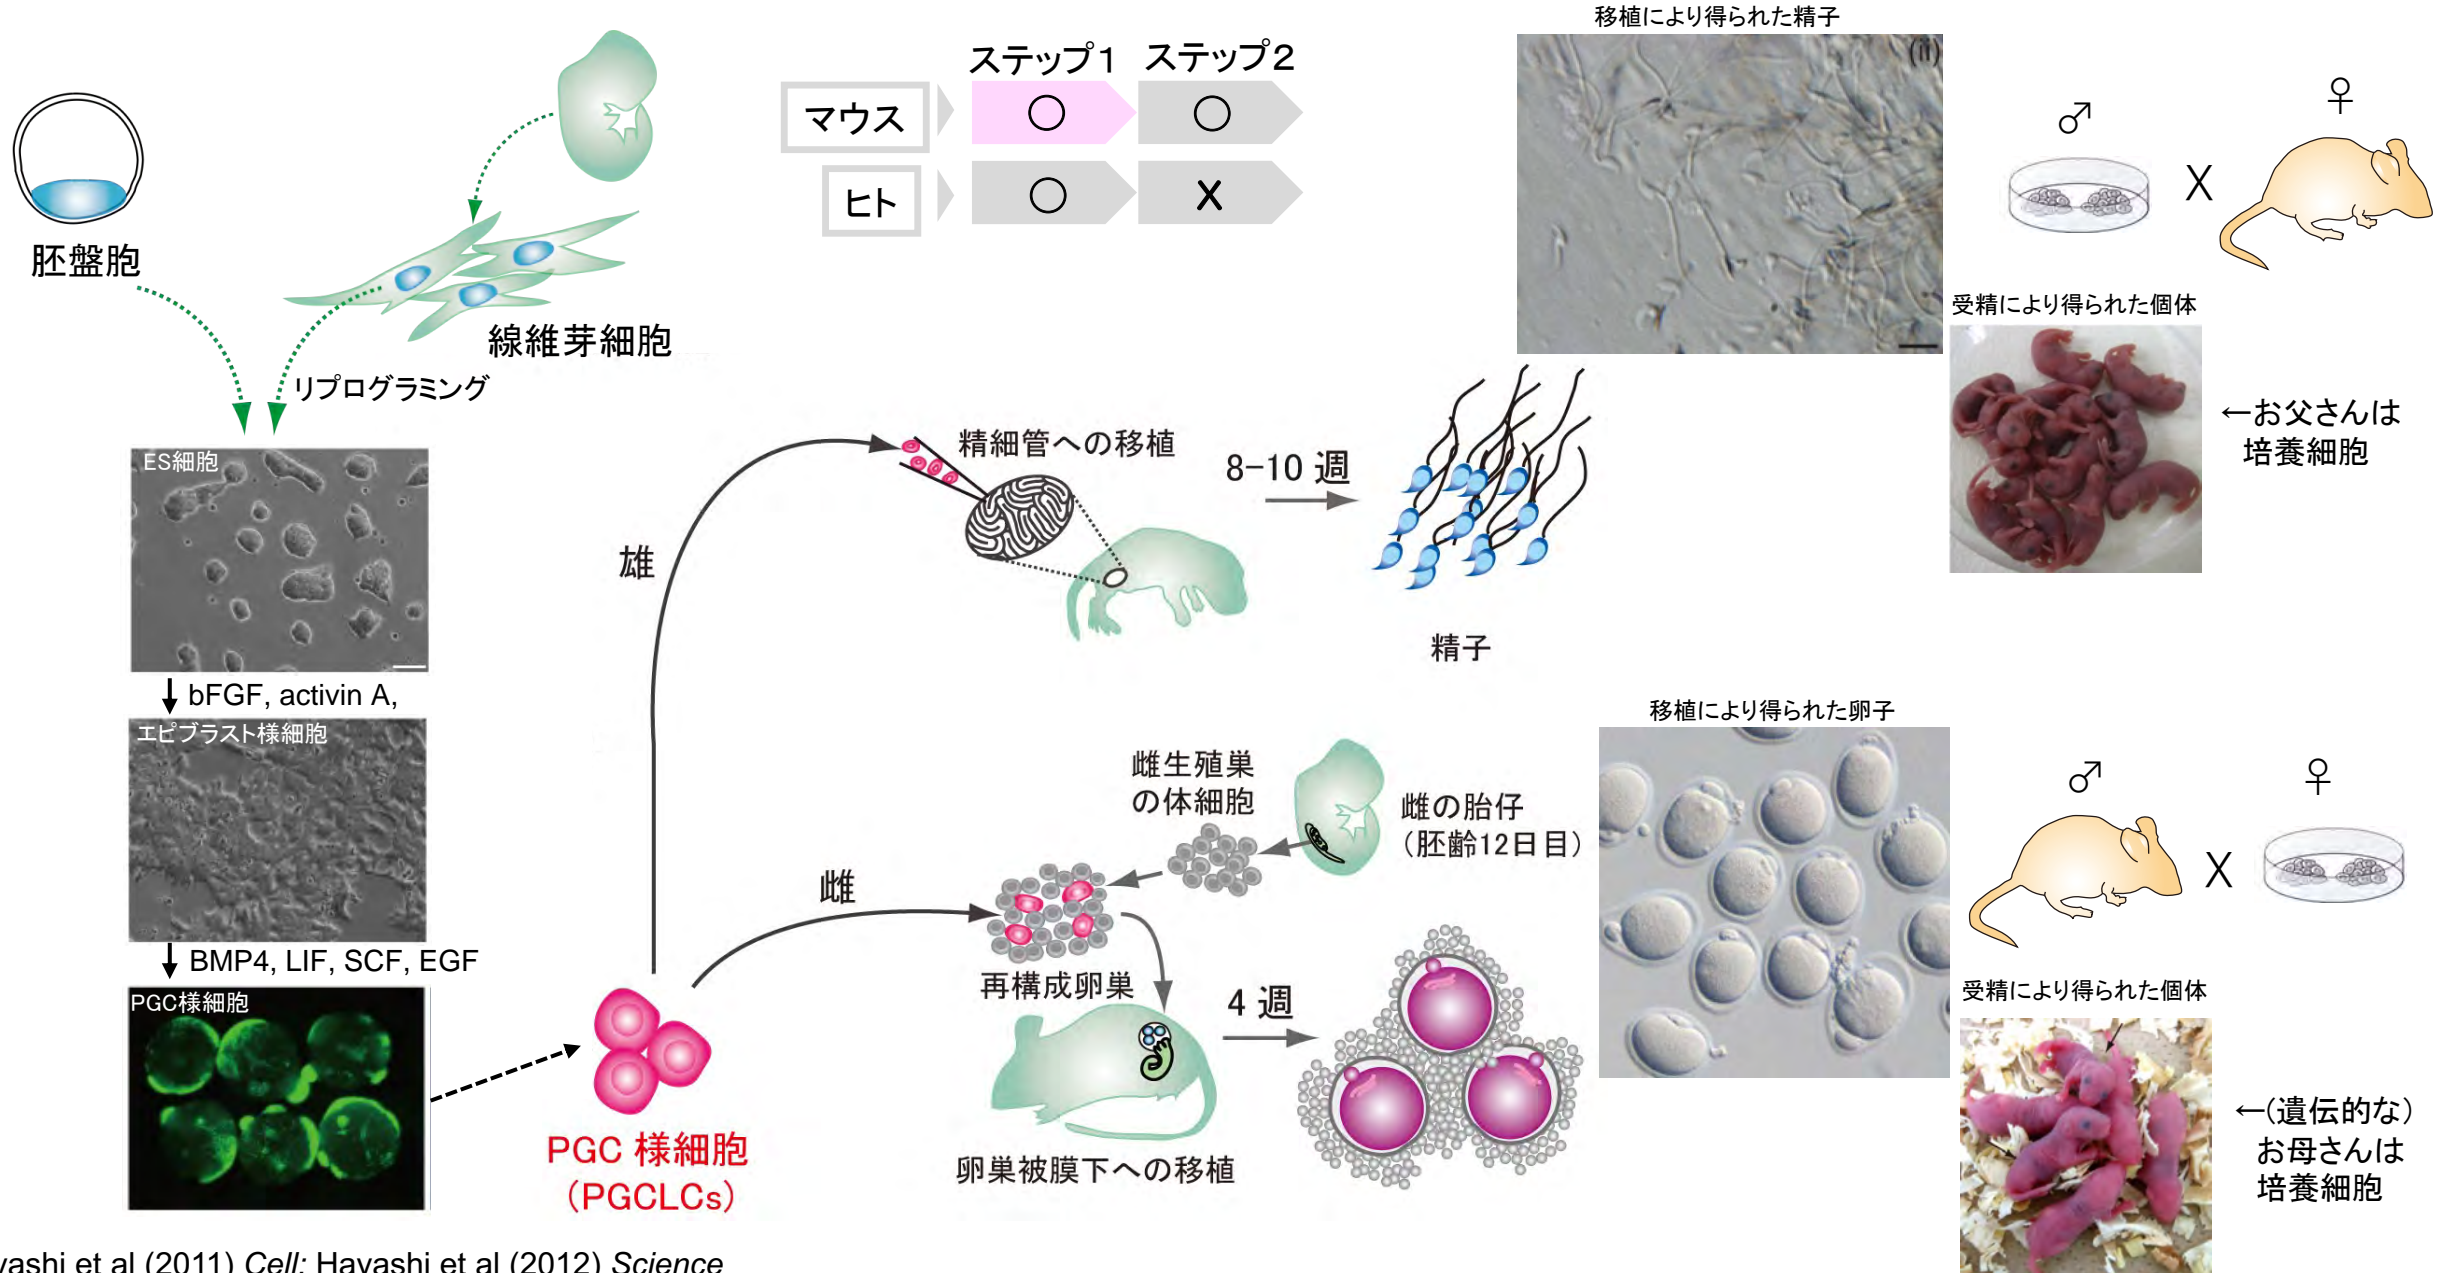 移植により得られた精子
(ii)
ステップ1 ステップ2
マウス ○ ○
ヒト ○ X
♂ ♀
X
胚盤胞
線維芽細胞
リプログラミング
受精により得られた個体
←お父さんは
培養細胞
ES細胞
bFGF, activin A,
エピブラスト様細胞
BMP4, LIF, SCF, EGF
PGC様細胞
PGC 様細胞
(PGCLCs)
雄
精細管への移植
8-10 週
精子
雌
雌生殖巣
の体細胞
雌の胎仔
(胚齢12日目)
再構成卵巣
4 週
卵巣被膜下への移植
移植により得られた卵子
♂ ♀
X
受精により得られた個体
←(遺伝的な)
お母さんは
培養細胞
yashi et al (2011) Cell; Hayashi et al (2012) Science